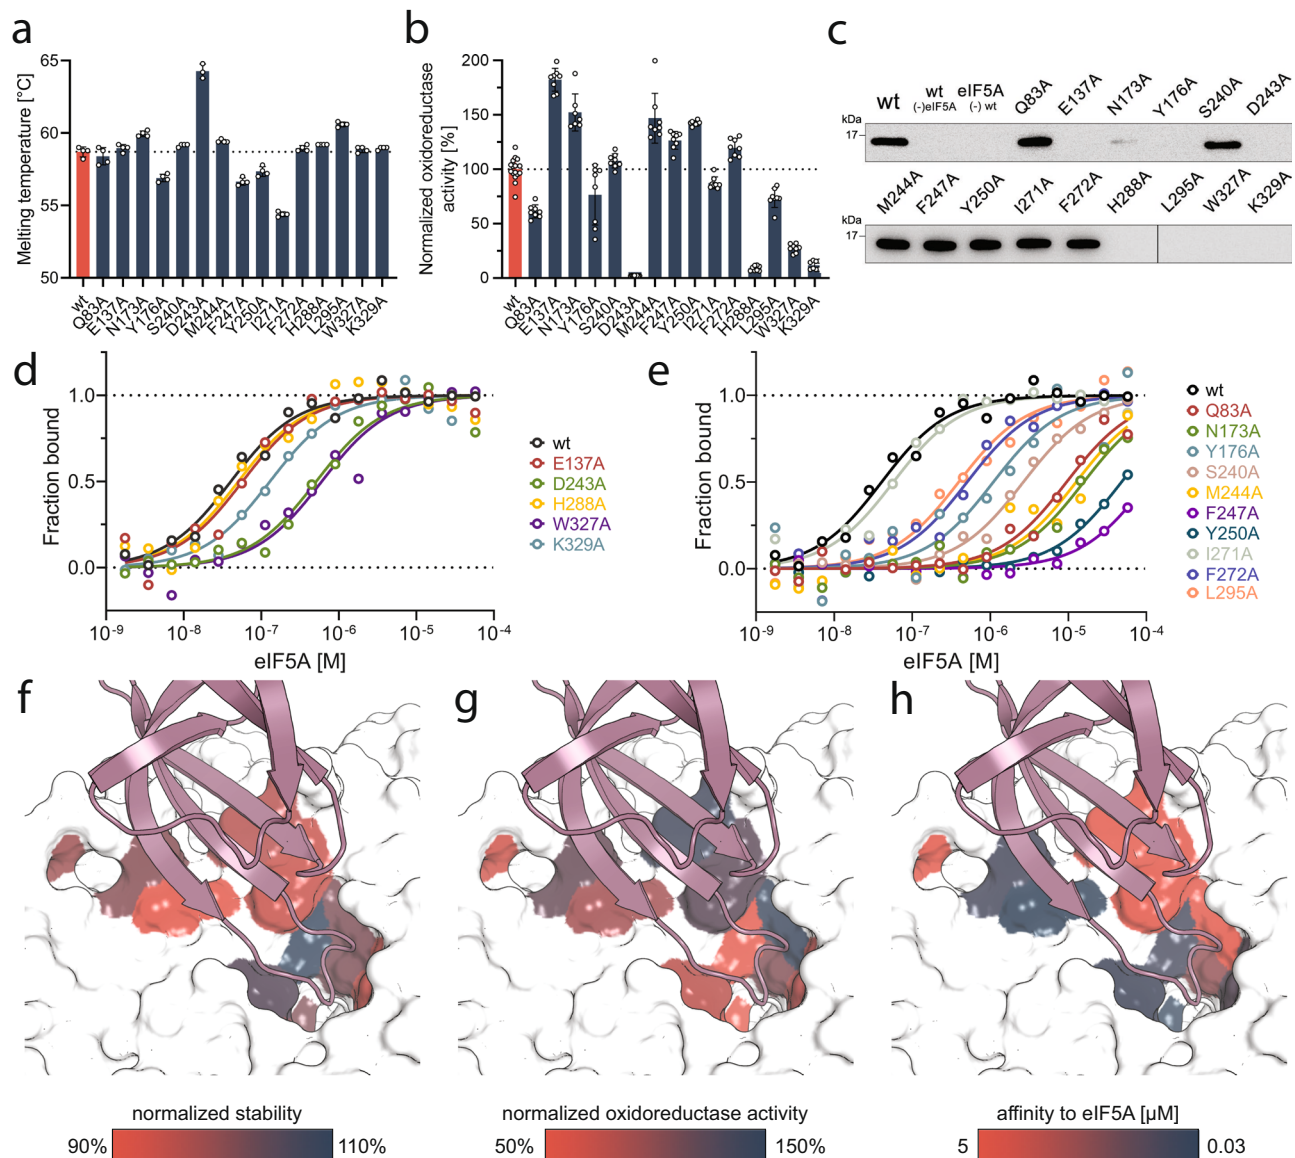 a
Melting temperature [°C]
65
60
55
50
wt
Q83A
E137A
N173A
Y176A
S240A
D243A
M244A
F247A
Y250A
I271A
F272A
H288A
L295A
W327A
K329A
b
Normalized oxidoreductase
activity [%]
200
150
100
50
0
wt
Q83A
E137A
N173A
Y176A
S240A
D243A
M244A
F247A
Y250A
I271A
F272A
H288A
L295A
W327A
K329A
c
wt
wt
(-)eIF5A
eIF5A
(-) wt
Q83A
E137A
N173A
Y176A
S240A
D243A
kDa
17
M244A
F247A
Y250A
I271A
F272A
H288A
L295A
W327A
K329A
kDa
17
d
Fraction bound
1.0
0.5
0.0
10-9
10-8
10-7
10-6
10-5
10-4
eIF5A [M]
wt
E137A
D243A
H288A
W327A
K329A
e
Fraction bound
1.0
0.5
0.0
10-9
10-8
10-7
10-6
10-5
10-4
eIF5A [M]
wt
Q83A
N173A
Y176A
S240A
M244A
F247A
Y250A
I271A
F272A
L295A
f
normalized stability
90%
110%
g
normalized oxidoreductase activity
50%
150%
h
affinity to eIF5A [µM]
5
0.03